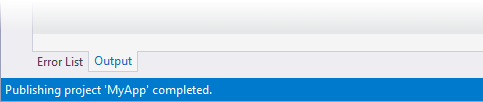 Error List Output
Publishing project 'MyApp' completed.